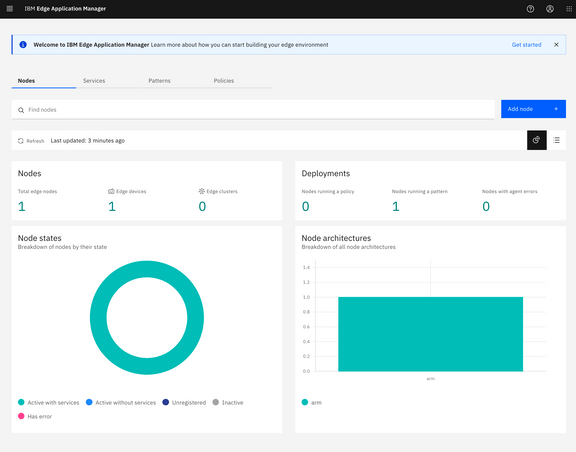 IBM Edge Application Manager
Welcome to IBM Edge Application Manager Learn more about how you can start building your edge environment
Get started
Nodes
Services
Patterns
Policies
Find nodes
Add node +
Refresh Last updated: 3 minutes ago
Nodes
Total edge nodes
Edge devices
Edge clusters
1
1
0
Deployments
Nodes running a policy
Nodes running a pattern
Nodes with agent errors
0
1
0
Node states
Breakdown of nodes by their state
Active with services
Active without services
Unregistered
Inactive
Has error
Node architectures
Breakdown of all node architectures
1.4
1.2
1.0
0.8
0.6
0.4
0.2
0.0
arm
arm